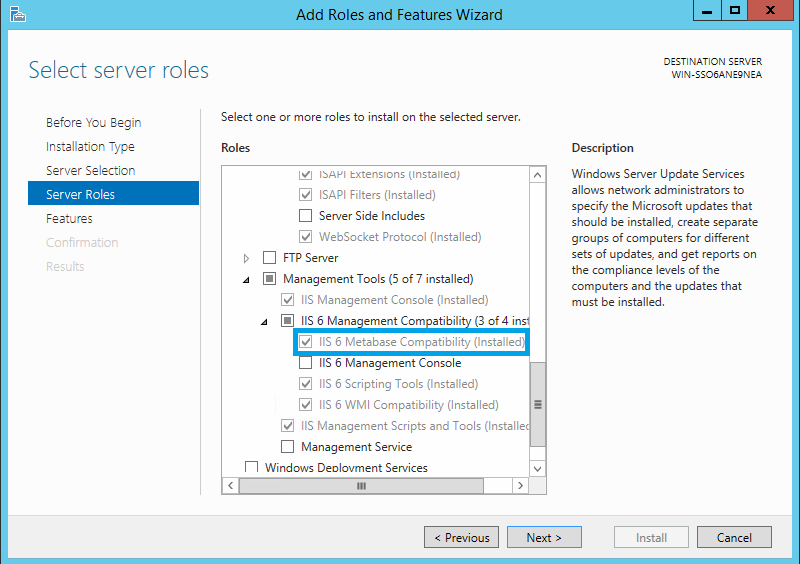 Add Roles and Features Wizard
Select server roles
DESTINATION SERVER
WIN-SSO6ANE9NEA
Before You Begin
Installation Type
Server Selection
Server Roles
Features
Confirmation
Results
Select one or more roles to install on the selected server.
Roles
ISAPI Extensions (Installed)
ISAPI Filters (Installed)
Server Side Includes
WebSocket Protocol (Installed)
FTP Server
Management Tools (5 of 7 installed)
IIS Management Console (Installed)
IIS 6 Management Compatibility (3 of 4 inst
IIS 6 Metabase Compatibility (Installed)
IIS 6 Management Console
IIS 6 Scripting Tools (Installed)
IIS 6 WMI Compatibility (Installed)
IIS Management Scripts and Tools (Installed
Management Service
Windows Deployment Services
Description
Windows Server Update Services
allows network administrators to
specify the Microsoft updates that
should be installed, create separate
groups of computers for different
sets of updates, and get reports on
the compliance levels of the
computers and the updates that
must be installed.
< Previous
Next >
Install
Cancel